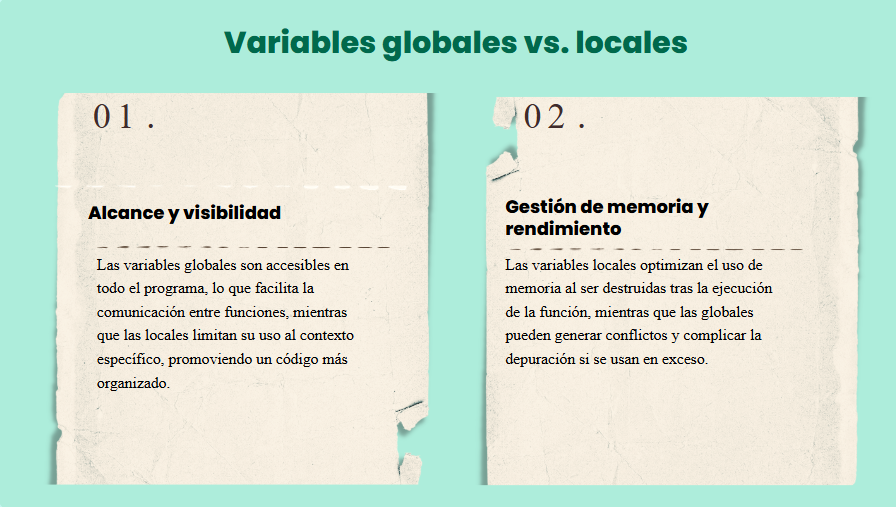 Variables globales vs. locales
01.
Alcance y visibilidad
Las variables globales son accesibles en
todo el programa, lo que facilita la
comunicación entre funciones, mientras
que las locales limitan su uso al contexto
específico, promoviendo un código más
organizado.
02.
Gestión de memoria y
rendimiento
Las variables locales optimizan el uso de
memoria al ser destruidas tras la ejecución
de la función, mientras que las globales
pueden generar conflictos y complicar la
depuración si se usan en exceso.